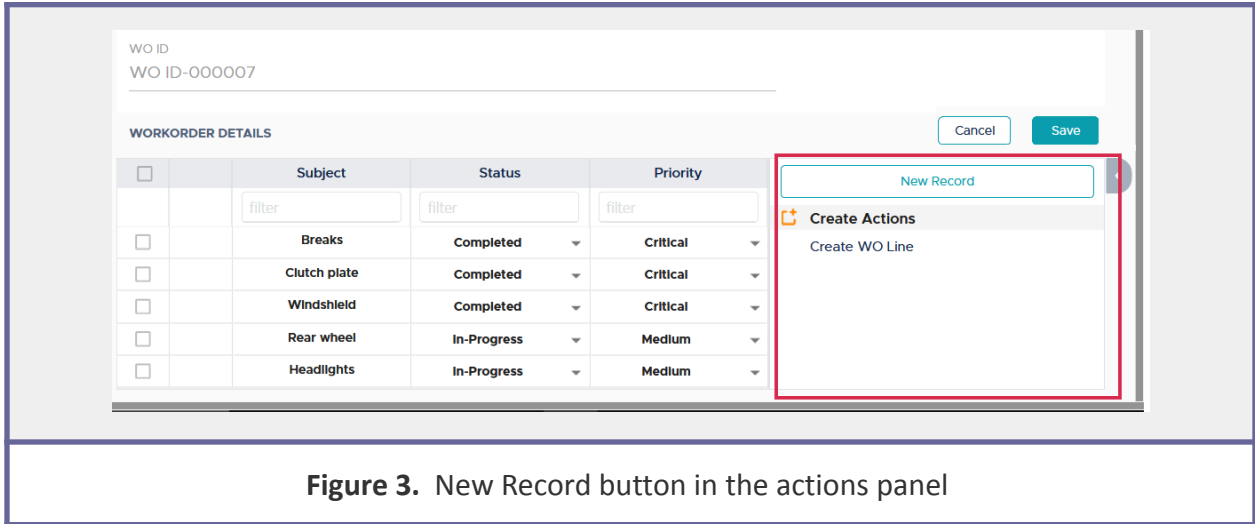 WO ID
WO ID-000007
WORKORDER DETAILS
Cancel Save
Subject Status Priority New Record
filter filter filter
Create Actions
Breaks Completed Critical Create WO Line
Clutch plate Completed Critical
Windshield Completed Critical
Rear wheel In-Progress Medium
Headlights In-Progress Medium
Figure 3. New Record button in the actions panel